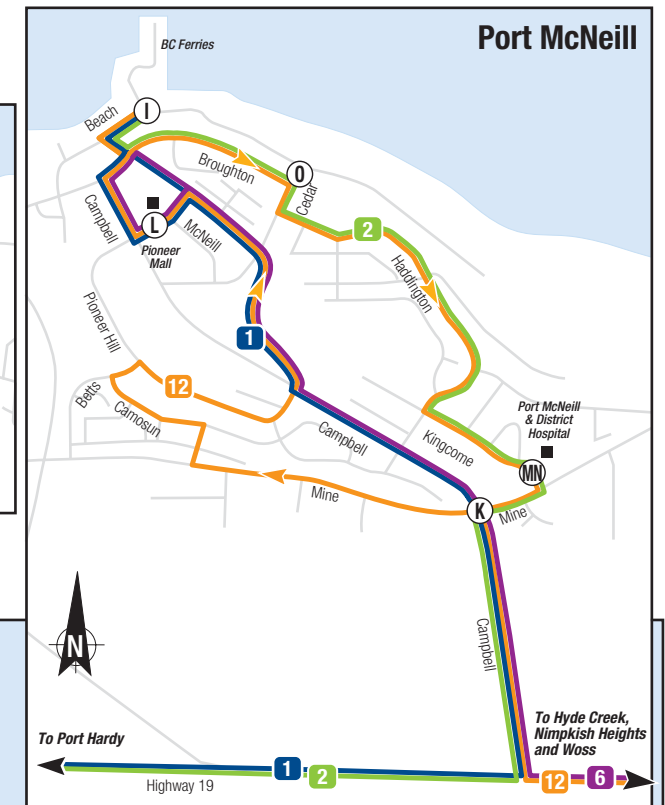 Port McNeill
BC Ferries
Beach
I
Broughton
O
Cedar
Campbell
L
McNeill
Pioneer
Mall
2
Haddington
Pioneer Hill
1
12
Betts
Camosun
Campbell
Kingcome
Port McNeill
& District
Hospital
MN
Mine
K
Mine
N
Campbell
To Port Hardy
To Hyde Creek,
Nimpkish Heights
and Woss
1
2
12
6
Highway 19